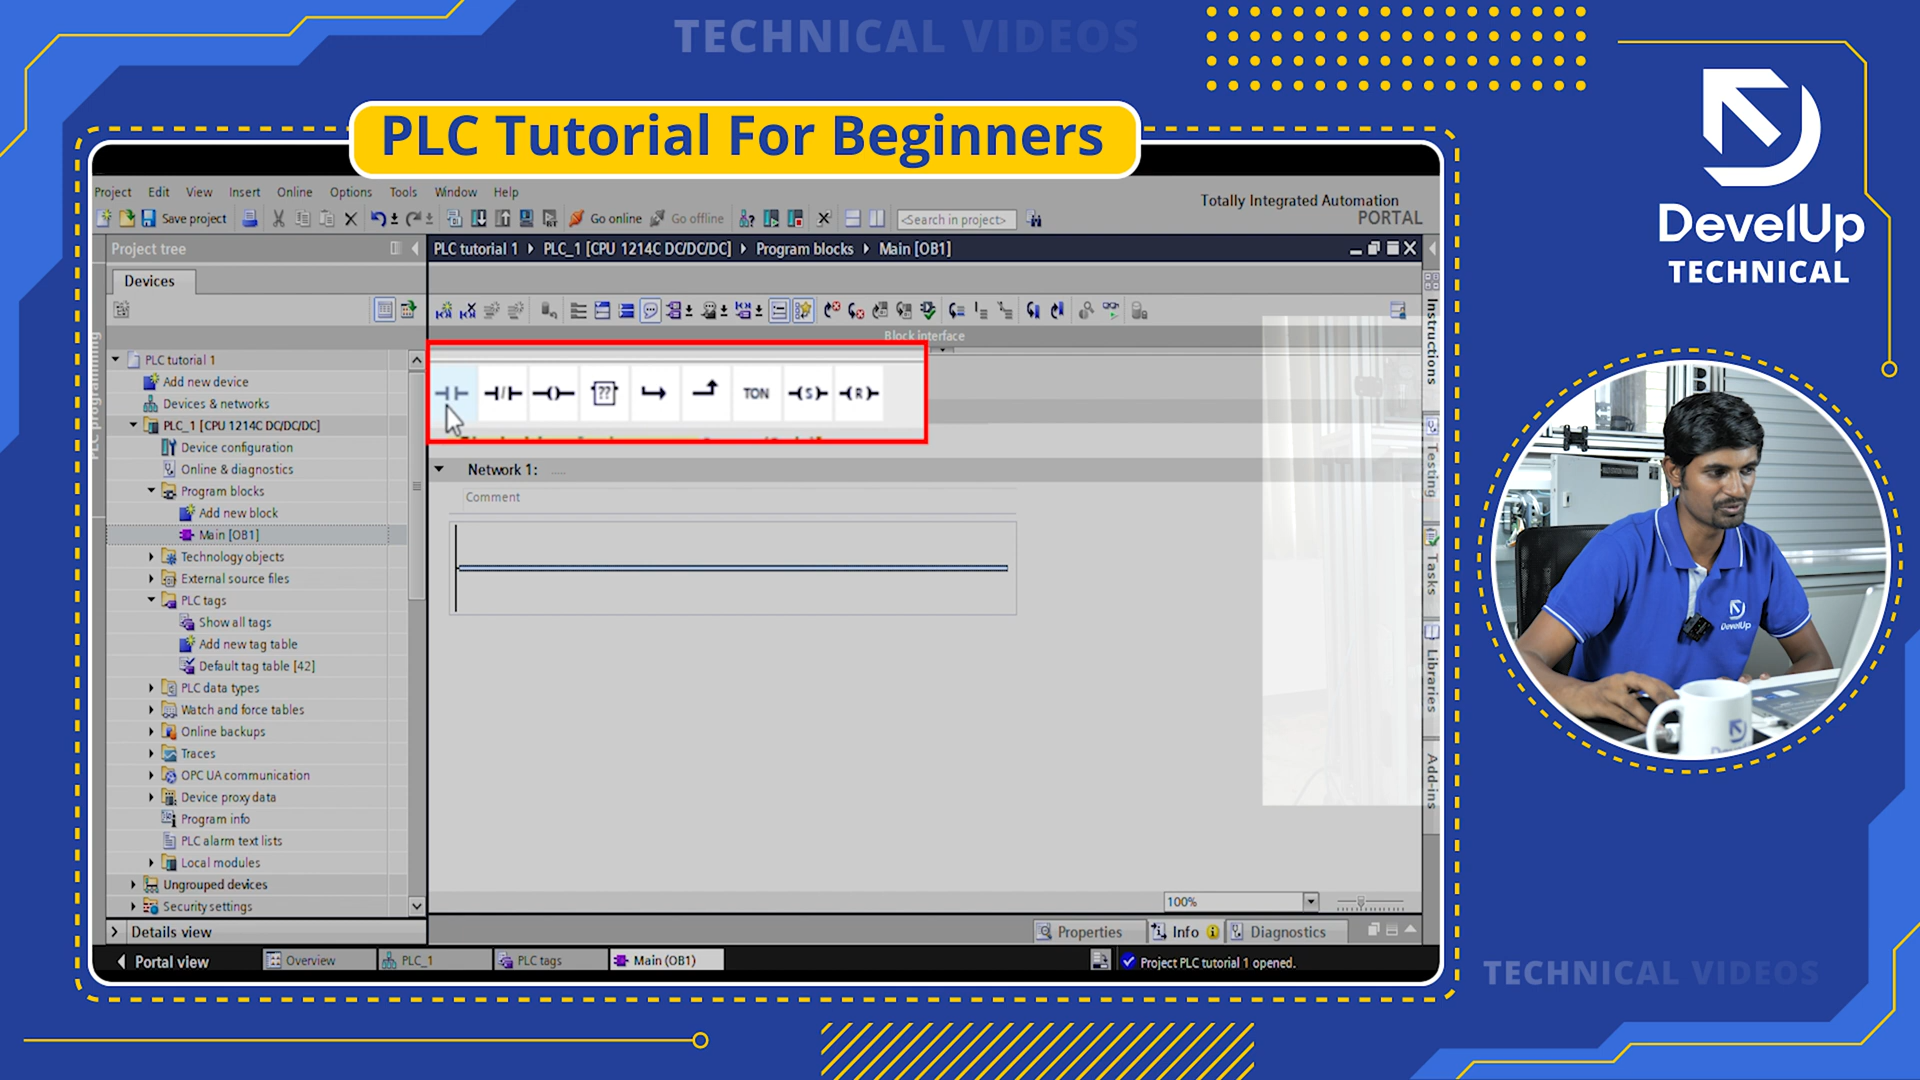 TECHNICAL VIDEOS
PLC Tutorial For Beginners
DevelUp
TECHNICAL
Project Edit View Insert Online Options Tools Window Help
Totally Integrated Automation
PORTAL
Save project Go online Go offline <Search in project>
Project tree
PLC tutorial 1 PLC_1 [CPU 1214C DC/DC/DC] Program blocks Main [OB1]
Devices
Block interface
PLC programming
PLC tutorial 1
Add new device
Devices & networks
PLC_1 [CPU 1214C DC/DC/DC]
Device configuration
Online & diagnostics
Program blocks
Add new block
Main [OB1]
Technology objects
External source files
PLC tags
Show all tags
Add new tag table
Default tag table [42]
PLC data types
Watch and force tables
Online backups
Traces
OPC UA communication
Device proxy data
Program info
PLC alarm text lists
Local modules
Ungrouped devices
Security settings
Details view
?? TON S R
Network 1: .....
Comment
Instructions
Testing
Tasks
Libraries
Add-ins
DevelUp
100%
Properties Info Diagnostics
Portal view Overview PLC_1 PLC tags Main (OB1) Project PLC tutorial 1 opened.
TECHNICAL VIDEOS